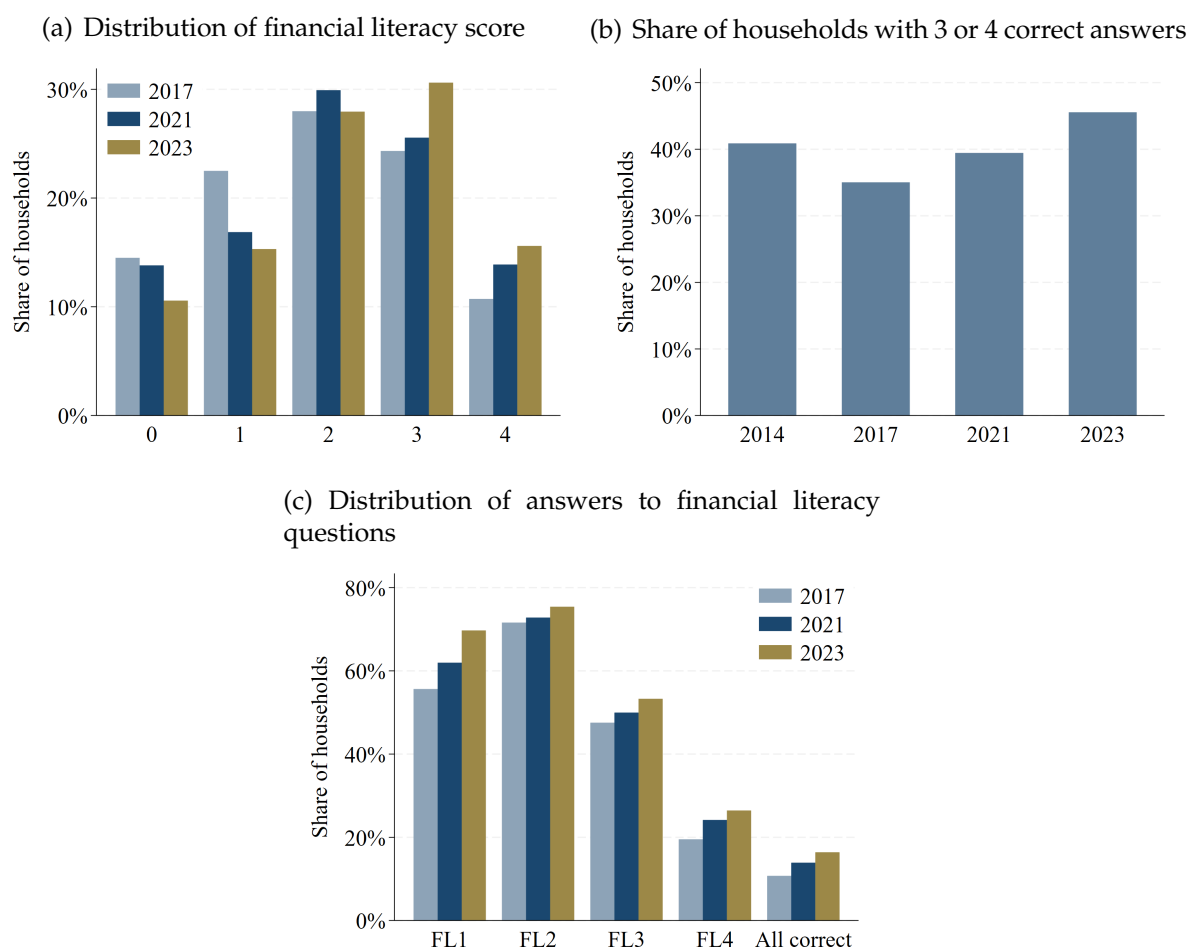 (a) Distribution of financial literacy score
30%
20%
10%
0%
Share of households
2017
2021
2023
0 1 2 3 4
(b) Share of households with 3 or 4 correct answers
50%
40%
30%
20%
10%
0%
Share of households
2014 2017 2021 2023
(c) Distribution of answers to financial literacy
questions
80%
60%
40%
20%
0%
Share of households
2017
2021
2023
FL1 FL2 FL3 FL4 All correct